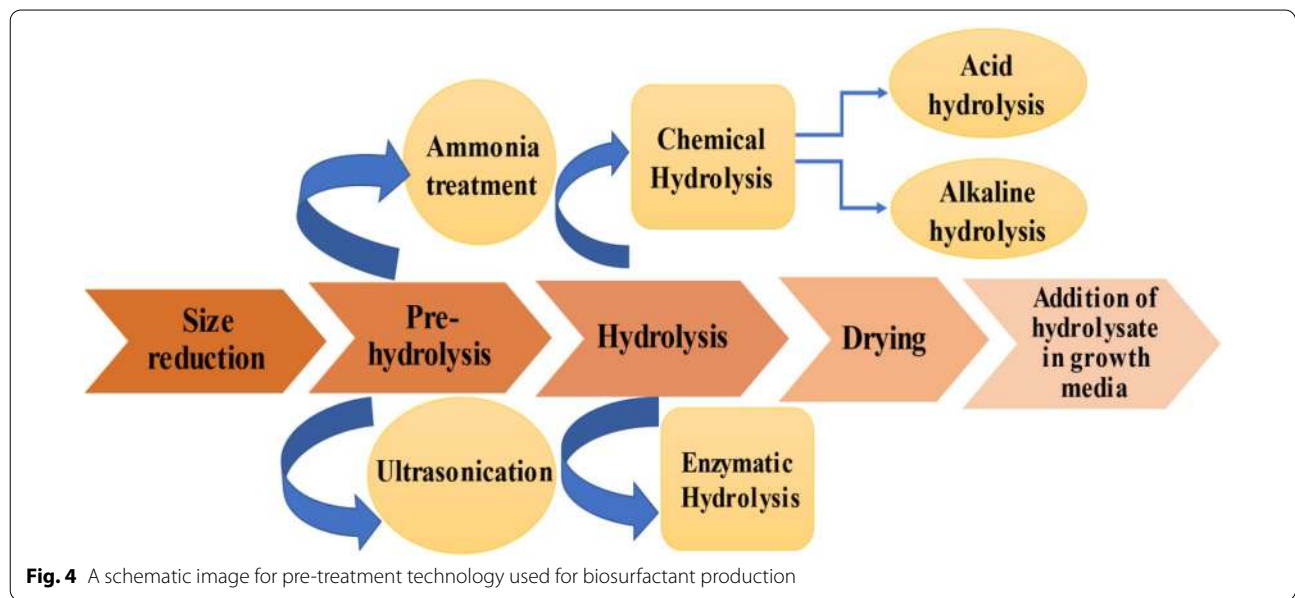 Ammonia
treatment
Chemical
Hydrolysis
Acid
hydrolysis
Alkaline
hydrolysis
Size
reduction
Pre-
hydrolysis
Hydrolysis
Drying
Addition of
hydrolysate
in growth
media
Ultrasonication
Enzymatic
Hydrolysis
Fig. 4 A schematic image for pre-treatment technology used for biosurfactant production